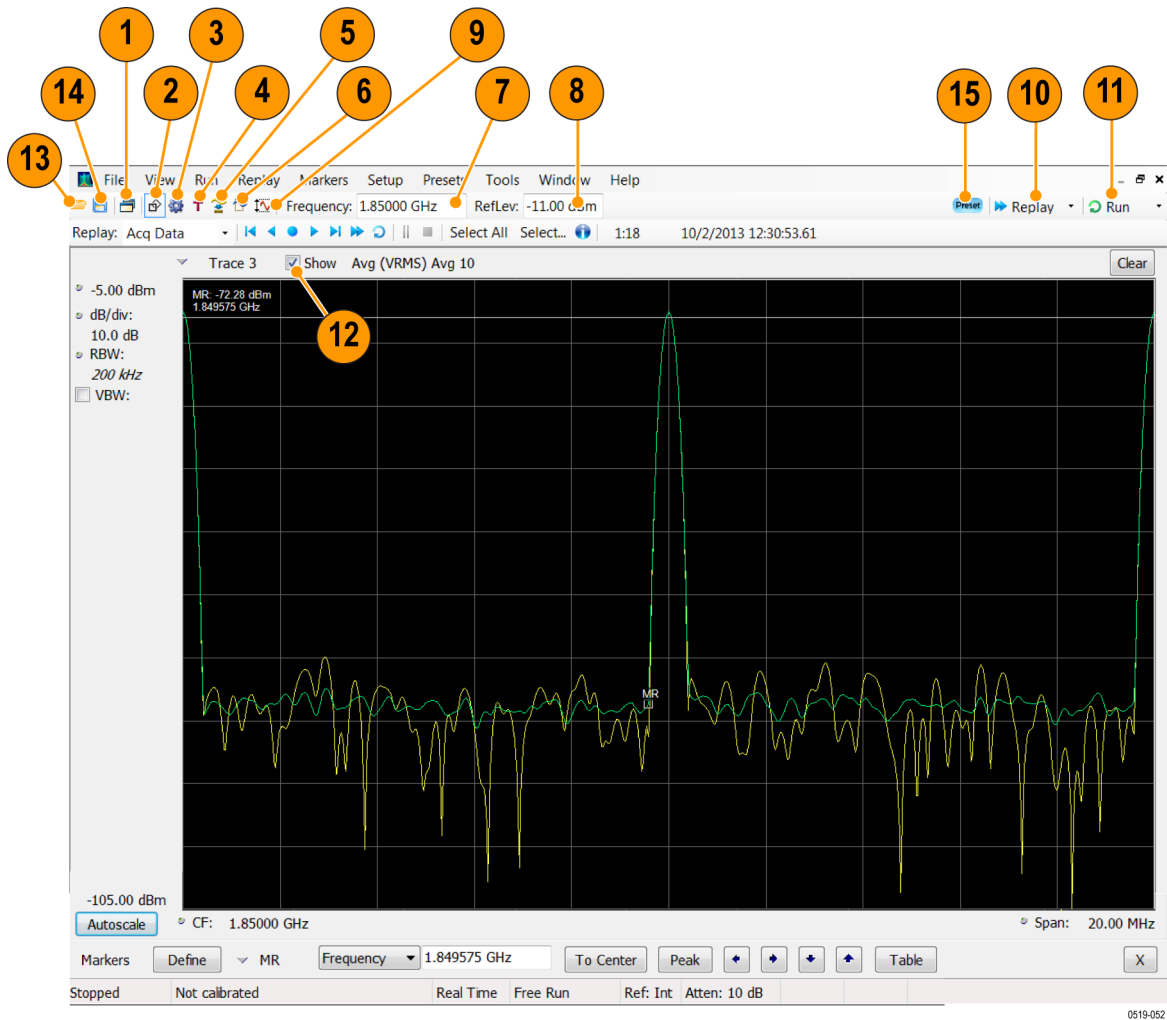 1
3
5
9
14
2
4
6
7
8
15
10
11
13
File View Run Replay Markers Setup Presets Tools Window Help
T Frequency: 1.85000 GHz RefLev: -11.00 dBm Preset Replay Run
Replay: Acq Data Select All Select... 1:18 10/2/2013 12:30:53.61
Trace 3 Show Avg (VRMS) Avg 10 Clear
-5.00 dBm
dB/div:
10.0 dB
RBW:
200 kHz
VBW:
MR: -72.28 dBm
1.849575 GHz
12
MR
-105.00 dBm
Autoscale CF: 1.85000 GHz Span: 20.00 MHz
Markers Define MR Frequency 1.849575 GHz To Center Peak Table X
Stopped Not calibrated Real Time Free Run Ref: Int Atten: 10 dB
0519-052